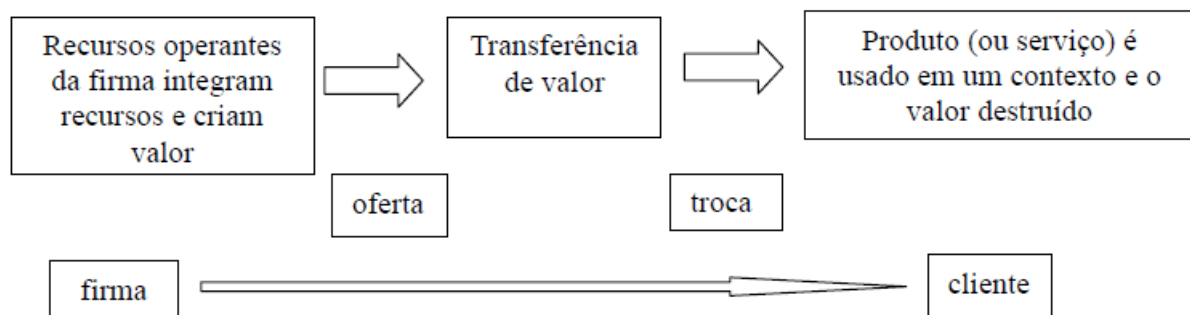 Recursos operantes
da firma integram
recursos e criam
valor
Transferência
de valor
Produto (ou serviço) é
usado em um contexto e o
valor destruído
oferta
troca
firma
cliente